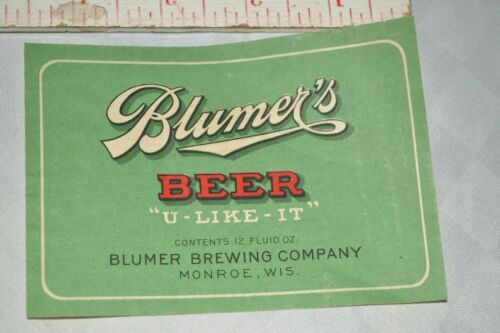 Blumer's
BEER
"U-LIKE-IT"
CONTENTS 12 FLUID OZ.
BLUMER BREWING COMPANY
MONROE, WIS.